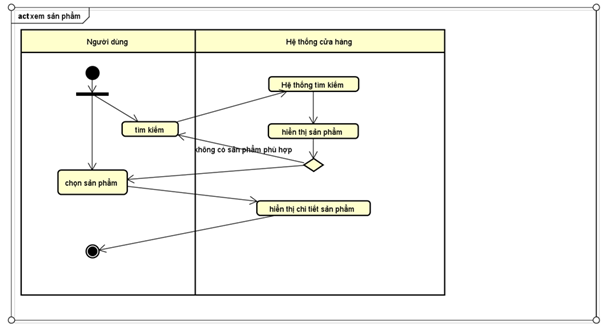 act xem sản phẩm
Người dùng
Hệ thống cửa hàng
Hệ thống tìm kiếm
tìm kiếm
hiển thị sản phẩm
không có sản phẩm phù hợp
chọn sản phẩm
hiển thị chi tiết sản phẩm